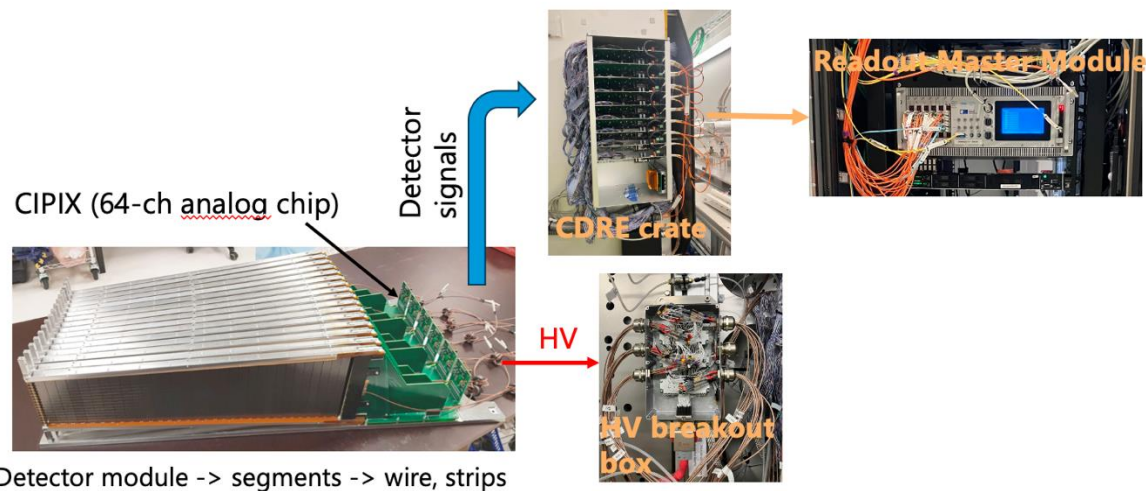 Readout Master Module
Detector
signals
CIPIX (64-ch analog chip)
CDRE crate
HV
HV breakout
box
Detector module -> segments -> wire, strips